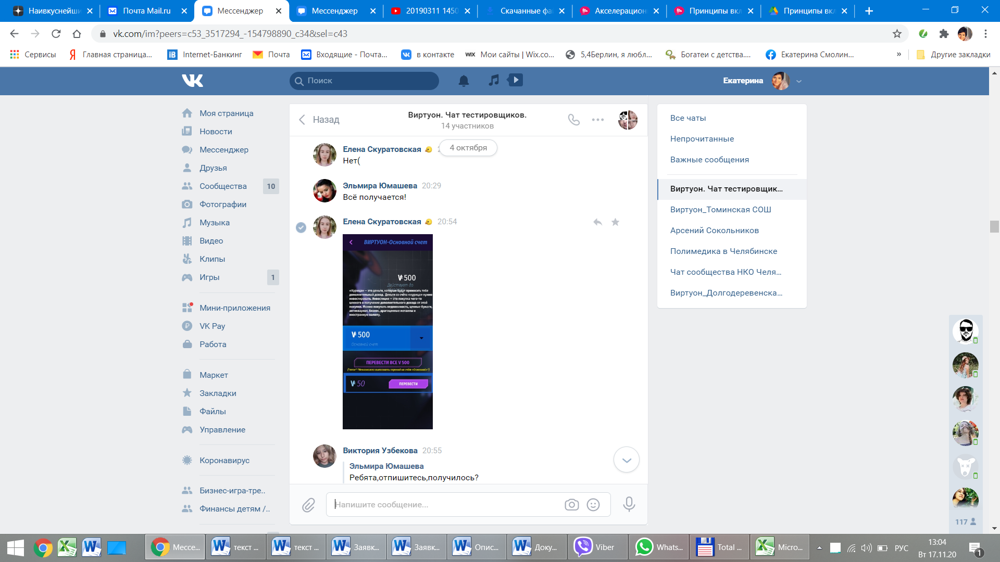 Наивкуснейши
Почта Mail.ru
Мессенджер
Мессенджер
20190311 1450
Скачанные фа
Акселерацион
Принципы вкл
Принципы вкл
vk.com/im?peers=c53_3517294_-154798890_c34&sel=c43
Сервисы
Главная страница...
Internet-Банкинг
Почта
Входящие - Почта...
в контакте
WIX Мои сайты | Wix.co...
5,4Берлин, я любл...
Богатеи с детства....
Екатерина Смолин...
»
Другие закладки
Поиск
Екатерина
Моя страница
Новости
Мессенджер
Друзья
Сообщества 10
Фотографии
Музыка
Видео
Клипы
Игры 1
Мини-приложения
VK Pay
Работа
Маркет
Закладки
Файлы
Управление
Коронавирус
Бизнес-игра-тре..
Финансы детям /..
Назад
Виртуон. Чат тестировщиков.
14 участников
4 октября
Елена Скуратовская
Нет(
Эльмира Юмашева 20:29
Всё получается!
Елена Скуратовская 20:54
ВИРТУОН-Основной счет
500
Действует до
«Курица» — это деньги, которые будут приносить тебе
дополнительный доход. Деньги со счёта «курица» нужно
инвестировать. Инвестиция — это покупка чего-то
ценного и получение дополнительного дохода от этой
покупки. Можно покупать недвижимость, ценные бумаги,
антиквариат, бизнес, драгоценные металлы и
иностранную валюту.
500
Основной счет
ПЕРЕВЕСТИ ВСЕ V 500
{"error":"Невозможно выполнить перевод на счёт «Основной»"}
50
ПЕРЕВЕСТИ
Виктория Узбекова 20:55
Эльмира Юмашева
Ребята,отпишитесь,получилось?
Напишите сообщение...
Все чаты
Непрочитанные
Важные сообщения
Виртуон. Чат тестировщик...
Виртуон_Томинская СОШ
Арсений Сокольников
Полимедика в Челябинске
Чат сообщества НКО Челя...
Виртуон_Долгодеревенска...
117
Мессе...
текст ...
текст ...
Заявк...
Заявк...
Опис...
Доку...
Viber
Whats...
Total ...
Micro...
РУС
13:04
Вт 17.11.20
1